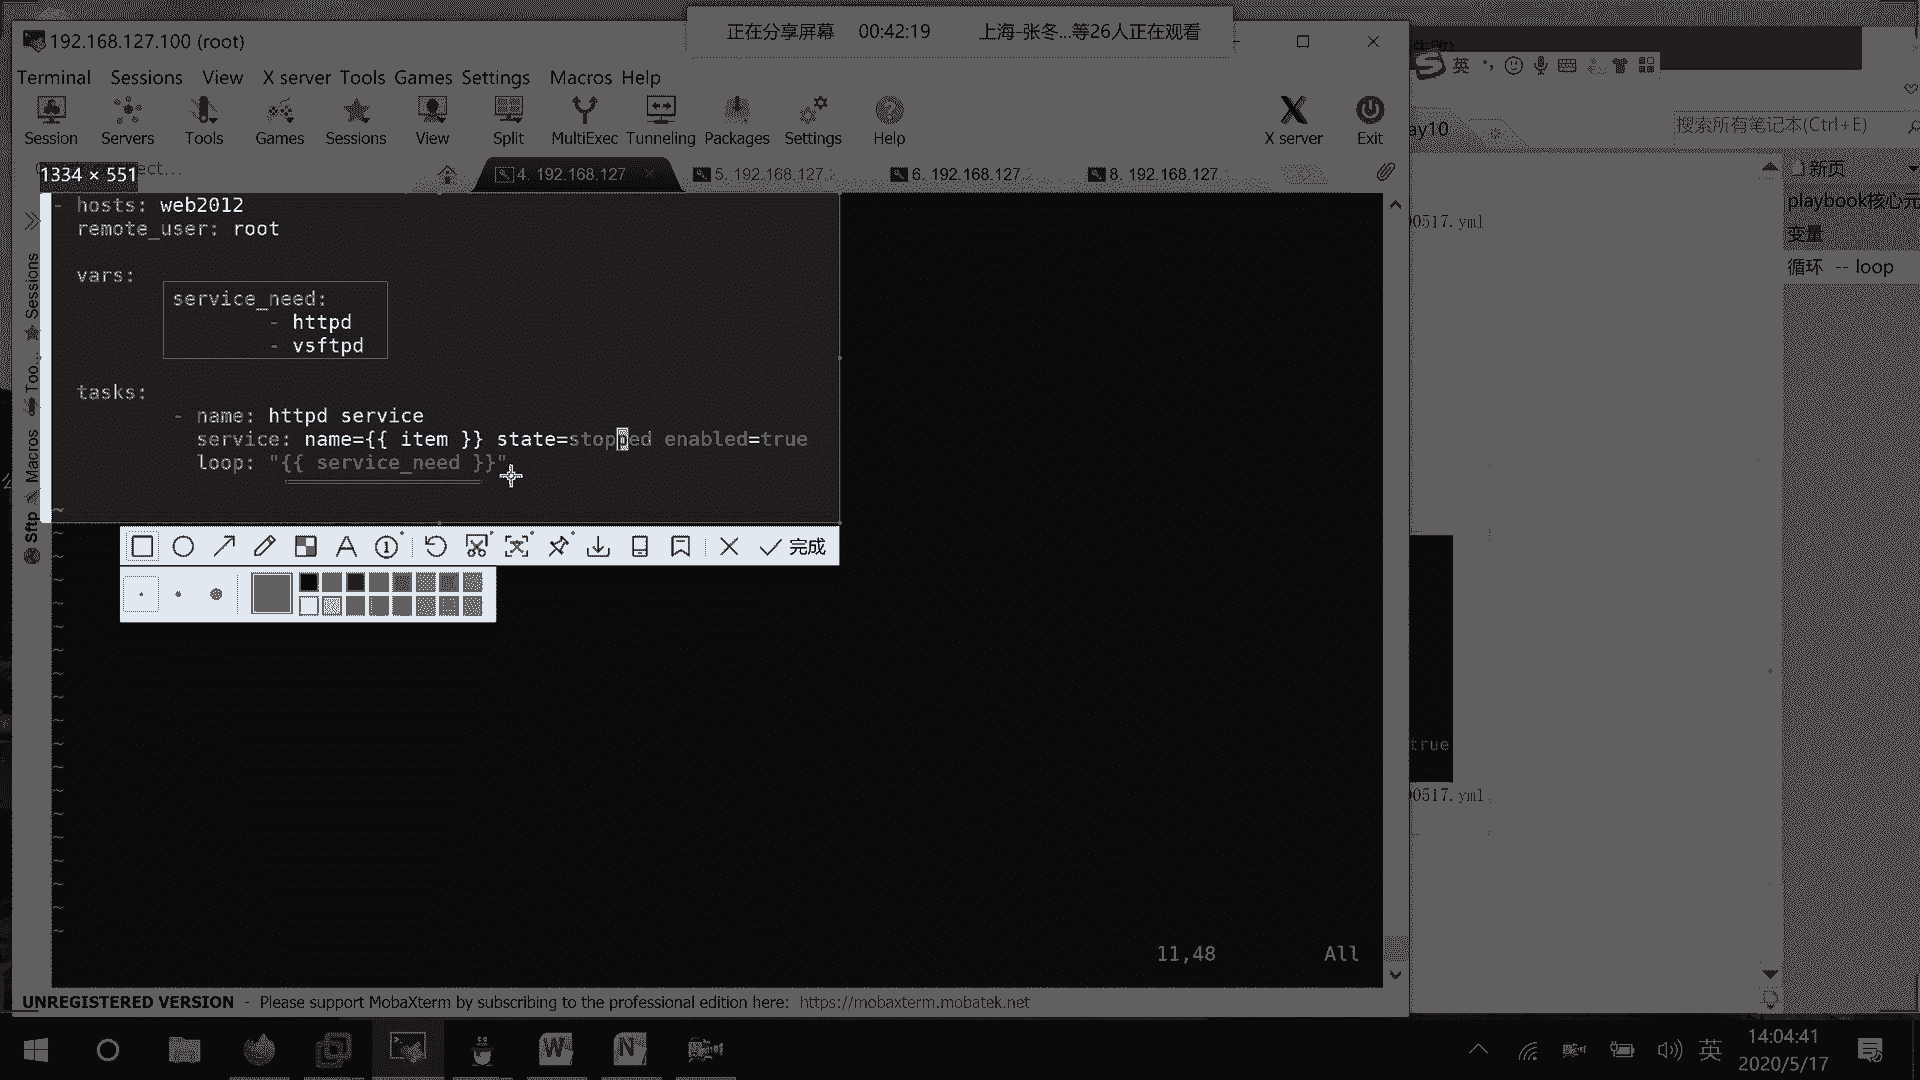 正在分享屏幕 00:42:19 上海-张冬...等26人正在观看
192.168.127.100 (root)
Terminal Sessions View X server Tools Games Settings Macros Help
英
Session Servers Tools Games Sessions View Split MultiExec Tunneling Packages Settings Help X server Exit
ay10
搜索所有笔记本(Ctrl+E)
1334 × 551
4. 192.168.127
5. 192.168.127.
6. 192.168.127.
8. 192.168.127.
新页
playbook核心元
变量
循环 -- loop
00517.yml
- hosts: web2012
remote_user: root
vars:
service_need:
- httpd
- vsftpd
tasks:
- name: httpd service
service: name={{ item }} state=stopped enabled=true
loop: "{{ service_need }}"
Sessions
Too...
Macros
Sftp
完成
true
00517.yml
11,48 All
UNREGISTERED VERSION - Please support MobaXterm by subscribing to the professional edition here: https://mobaxterm.mobatek.net
英
14:04:41
2020/5/17